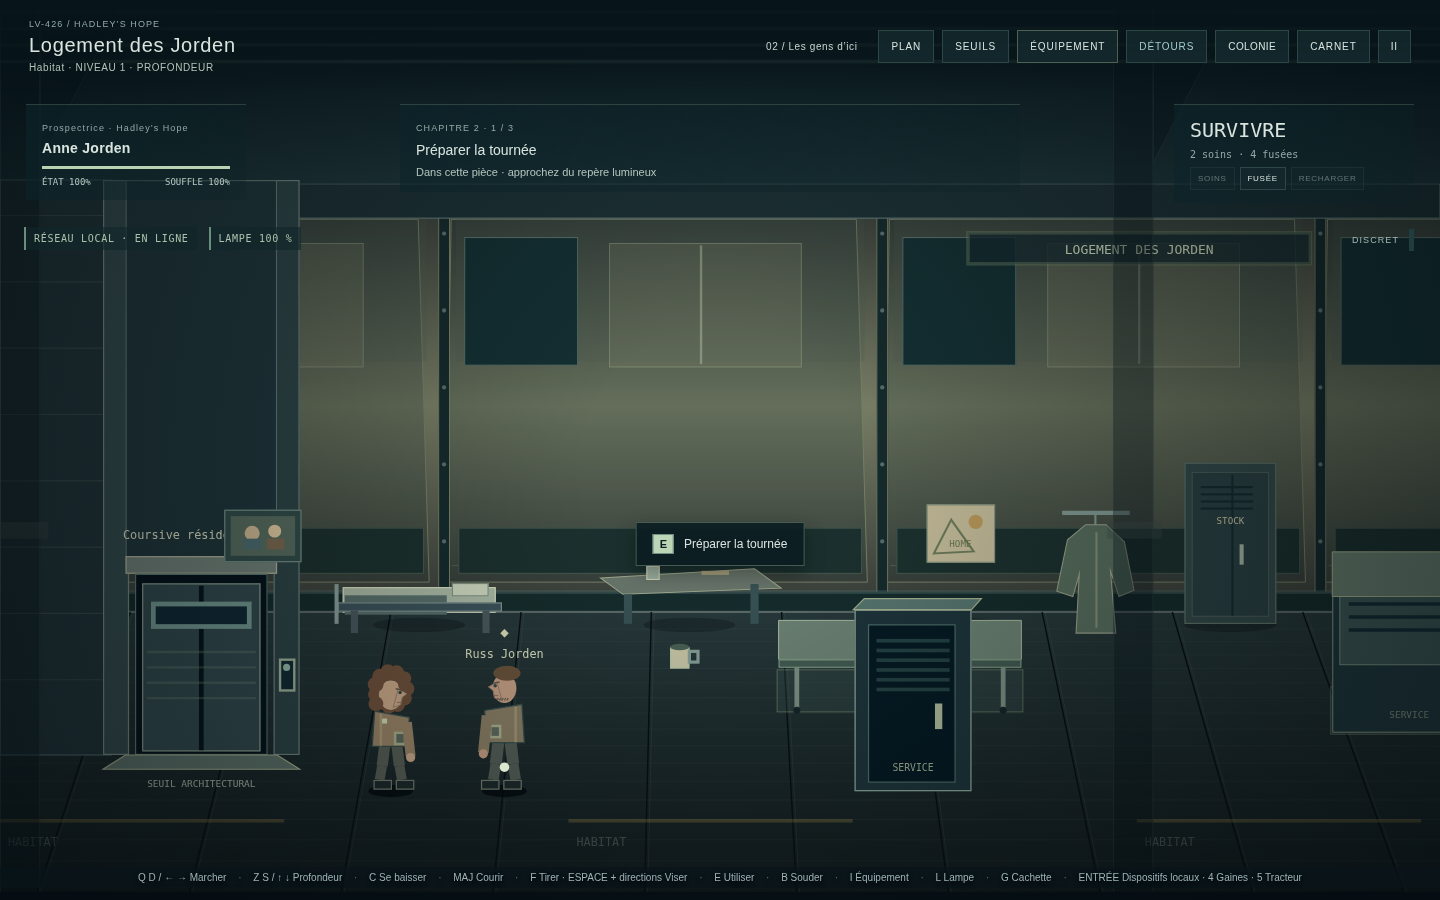 LV-426 / HADLEY'S HOPE
Logement des Jorden
Habitat · NIVEAU 1 · PROFONDEUR
02 / Les gens d'ici
PLAN
SEUILS
ÉQUIPEMENT
DÉTOURS
COLONIE
CARNET
II
Prospectrice · Hadley's Hope
Anne Jorden
ÉTAT 100%
SOUFFLE 100%
CHAPITRE 2 · 1 / 3
Préparer la tournée
Dans cette pièce · approchez du repère lumineux
SURVIVRE
2 soins · 4 fusées
SOINS
FUSÉE
RECHARGER
RÉSEAU LOCAL · EN LIGNE
LAMPE 100 %
LOGEMENT DES JORDEN
DISCRET
STOCK
Coursive résid
E Préparer la tournée
HOME
Russ Jorden
SERVICE
SERVICE
SEUIL ARCHITECTURAL
HABITAT
HABITAT
HABITAT
Q D / ← → Marcher · Z S / ↑ ↓ Profondeur · C Se baisser · MAJ Courir · F Tirer · ESPACE + directions Viser · E Utiliser · B Souder · I Équipement · L Lampe · G Cachette · ENTRÉE Dispositifs locaux · 4 Gaines · 5 Tracteur